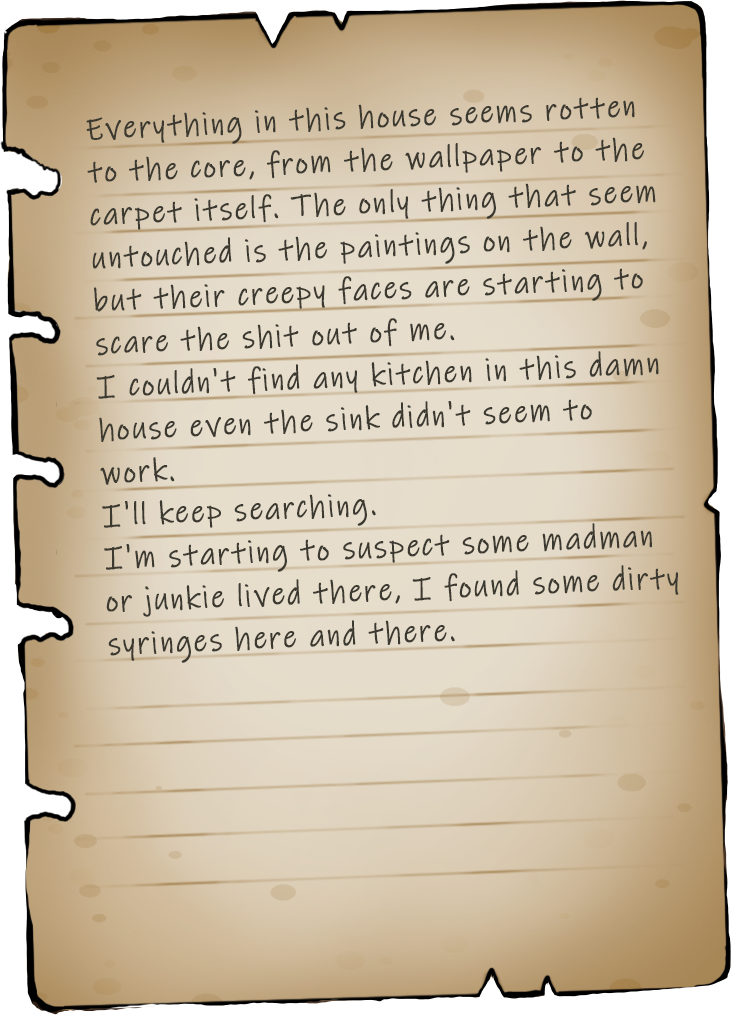 Everything in this house seems rotten
to the core, from the wallpaper to the
carpet itself. The only thing that seem
untouched is the paintings on the wall,
but their creepy faces are starting to
scare the shit out of me.
I couldn't find any kitchen in this damn
house even the sink didn't seem to
work.
I'll keep searching.
I'm starting to suspect some madman
or junkie lived there, I found some dirty
syringes here and there.